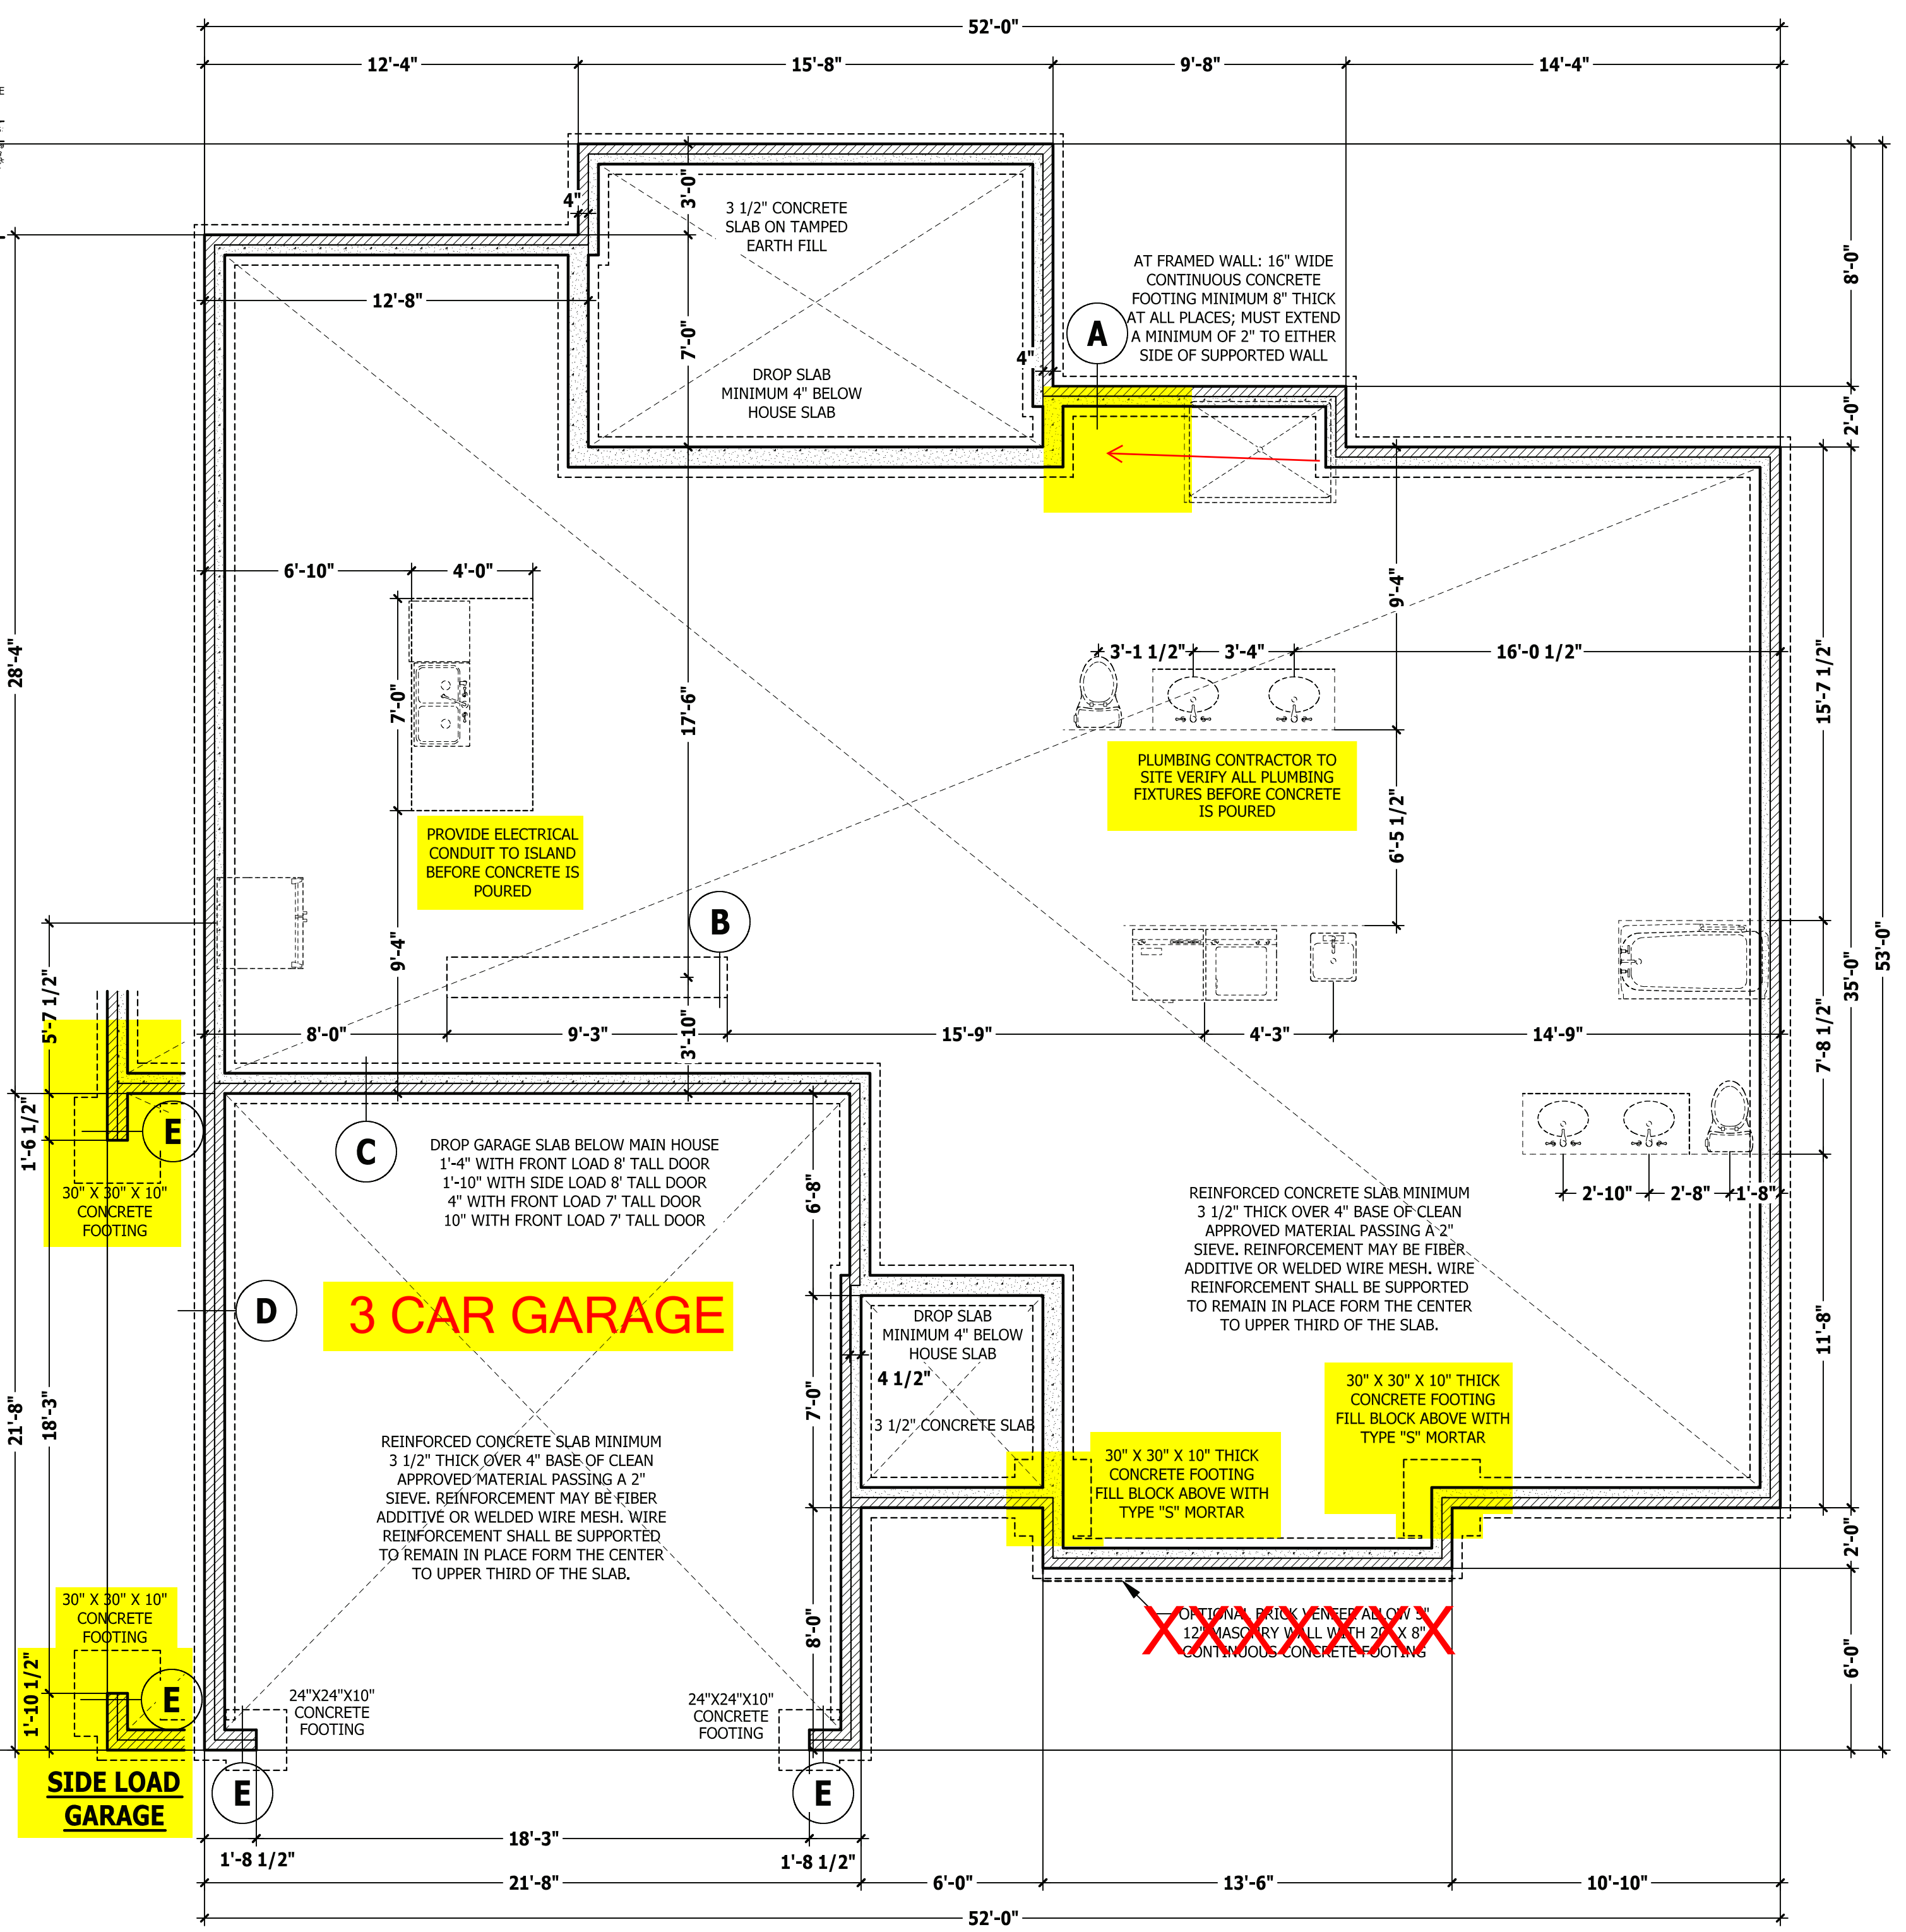 52'-0"
12'-4"
15'-8"
9'-8"
14'-4"
E
4"
3'-0"
3 1/2" CONCRETE
SLAB ON TAMPED
EARTH FILL
8'-0"
AT FRAMED WALL: 16" WIDE
CONTINUOUS CONCRETE
FOOTING MINIMUM 8" THICK
AT ALL PLACES; MUST EXTEND
A MINIMUM OF 2" TO EITHER
SIDE OF SUPPORTED WALL
A
12'-8"
7'-0"
4"
DROP SLAB
MINIMUM 4" BELOW
HOUSE SLAB
2'-0"
6'-10"
4'-0"
9'-4"
28'-4"
7'-0"
17'-6"
3'-1 1/2"
3'-4"
16'-0 1/2"
15'-7 1/2"
PLUMBING CONTRACTOR TO
SITE VERIFY ALL PLUMBING
FIXTURES BEFORE CONCRETE
IS POURED
6'-5 1/2"
PROVIDE ELECTRICAL
CONDUIT TO ISLAND
BEFORE CONCRETE IS
POURED
B
9'-4"
53'-0"
35'-0"
5'-7 1/2"
8'-0"
9'-3"
3'-10"
15'-9"
4'-3"
14'-9"
7'-8 1/2"
1'-6 1/2"
E
C
30" X 30" X 10"
CONCRETE
FOOTING
DROP GARAGE SLAB BELOW MAIN HOUSE
1'-4" WITH FRONT LOAD 8' TALL DOOR
1'-10" WITH SIDE LOAD 8' TALL DOOR
4" WITH FRONT LOAD 7' TALL DOOR
10" WITH FRONT LOAD 7' TALL DOOR
6'-8"
2'-10"
2'-8"
1'-8"
REINFORCED CONCRETE SLAB MINIMUM
3 1/2" THICK OVER 4" BASE OF CLEAN
APPROVED MATERIAL PASSING A 2"
SIEVE. REINFORCEMENT MAY BE FIBER
ADDITIVE OR WELDED WIRE MESH. WIRE
REINFORCEMENT SHALL BE SUPPORTED
TO REMAIN IN PLACE FORM THE CENTER
TO UPPER THIRD OF THE SLAB.
D
3 CAR GARAGE
DROP SLAB
MINIMUM 4" BELOW
HOUSE SLAB
4 1/2"
3 1/2" CONCRETE SLAB
7'-0"
11'-8"
21'-8"
18'-3"
30" X 30" X 10" THICK
CONCRETE FOOTING
FILL BLOCK ABOVE WITH
TYPE "S" MORTAR
30" X 30" X 10" THICK
CONCRETE FOOTING
FILL BLOCK ABOVE WITH
TYPE "S" MORTAR
REINFORCED CONCRETE SLAB MINIMUM
3 1/2" THICK OVER 4" BASE OF CLEAN
APPROVED MATERIAL PASSING A 2"
SIEVE. REINFORCEMENT MAY BE FIBER
ADDITIVE OR WELDED WIRE MESH. WIRE
REINFORCEMENT SHALL BE SUPPORTED
TO REMAIN IN PLACE FORM THE CENTER
TO UPPER THIRD OF THE SLAB.
2'-0"
30" X 30" X 10"
CONCRETE
FOOTING
8'-0"
XXXXXXX
OPTIONAL BRICK VENEER ALLOW 5"
12" MASONRY WALL WITH 20" X 8"
CONTINUOUS CONCRETE FOOTING
6'-0"
1'-10 1/2"
E
24"X24"X10"
CONCRETE
FOOTING
24"X24"X10"
CONCRETE
FOOTING
SIDE LOAD
GARAGE
E
E
18'-3"
1'-8 1/2"
1'-8 1/2"
21'-8"
6'-0"
13'-6"
10'-10"
52'-0"